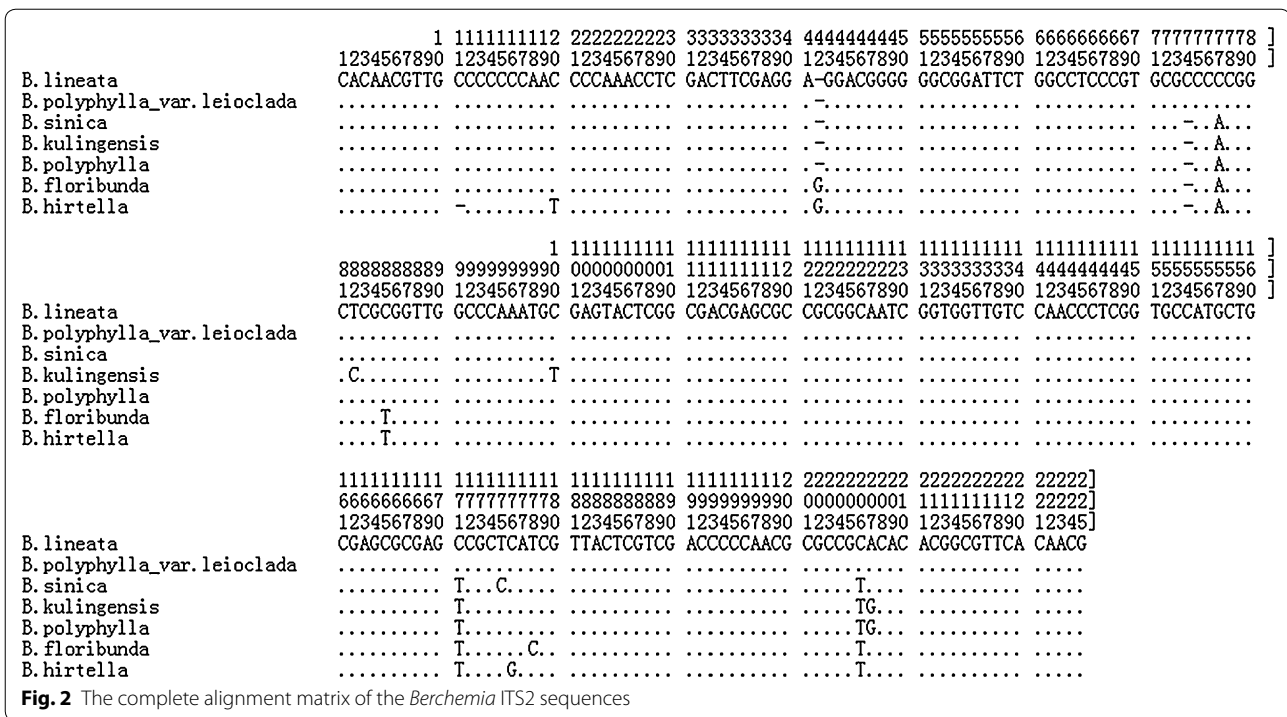 1 1111111112 2222222223 3333333334 4444444445 5555555556 6666666667 7777777778 ]
1234567890 1234567890 1234567890 1234567890 1234567890 1234567890 1234567890 1234567890 ]
B.lineata CACAACGTTG CCCCCCCAAC CCCAAACCTC GACTTCGAGG A-GGACGGGG GGCGGATTCT GGCCTCCCGT GCGCCCCCGG
B.polyphylla_var.leioclada .......... .......... .......... .......... .-........ .......... .......... ..........
B.sinica .......... .......... .......... .......... .-........ .......... .......... ...-..A...
B.kulingensis .......... .......... .......... .......... .-........ .......... .......... ...-..A...
B.polyphylla .......... .......... .......... .......... .-........ .......... .......... ...-..A...
B.floribunda .......... .......... .......... .......... .G........ .......... .......... ...-..A...
B.hirtella .......... -.......T .......... .......... .G........ .......... .......... ...-..A...
1 1111111111 1111111111 1111111111 1111111111 1111111111 1111111111 ]
8888888889 9999999990 0000000001 1111111112 2222222223 3333333334 4444444445 5555555556 ]
1234567890 1234567890 1234567890 1234567890 1234567890 1234567890 1234567890 1234567890 ]
B.lineata CTCGCGGTTG GCCCAAATGC GAGTACTCGG CGACGAGCGC CGCGGCAATC GGTGGTTGTC CAACCCTCGG TGCCATGCTG
B.polyphylla_var.leioclada .......... .......... .......... .......... .......... .......... .......... ..........
B.sinica .......... .......... .......... .......... .......... .......... .......... ..........
B.kulingensis .C........ .........T .......... .......... .......... .......... .......... ..........
B.polyphylla .......... .......... .......... .......... .......... .......... .......... ..........
B.floribunda ....T..... .......... .......... .......... .......... .......... .......... ..........
B.hirtella ....T..... .......... .......... .......... .......... .......... .......... ..........
1111111111 1111111111 1111111111 1111111112 2222222222 2222222222 22222]
6666666667 7777777778 8888888889 9999999990 0000000001 1111111112 22222]
1234567890 1234567890 1234567890 1234567890 1234567890 1234567890 12345]
B.lineata CGAGCGCGAG CCGCTCATCG TTACTCGTCG ACCCCCAACG CGCCGCACAC ACGGCGTTCA CAACG
B.polyphylla_var.leioclada .......... .......... .......... .......... .......... .......... .....
B.sinica .......... T...C..... .......... .......... .....T.... .......... .....
B.kulingensis .......... T......... .......... .......... .....TG... .......... .....
B.polyphylla .......... T......... .......... .......... .....TG... .......... .....
B.floribunda .......... T......C.. .......... .......... .....T.... .......... .....
B.hirtella .......... T....G.... .......... .......... .....T.... .......... .....
Fig. 2 The complete alignment matrix of the Berchemia ITS2 sequences